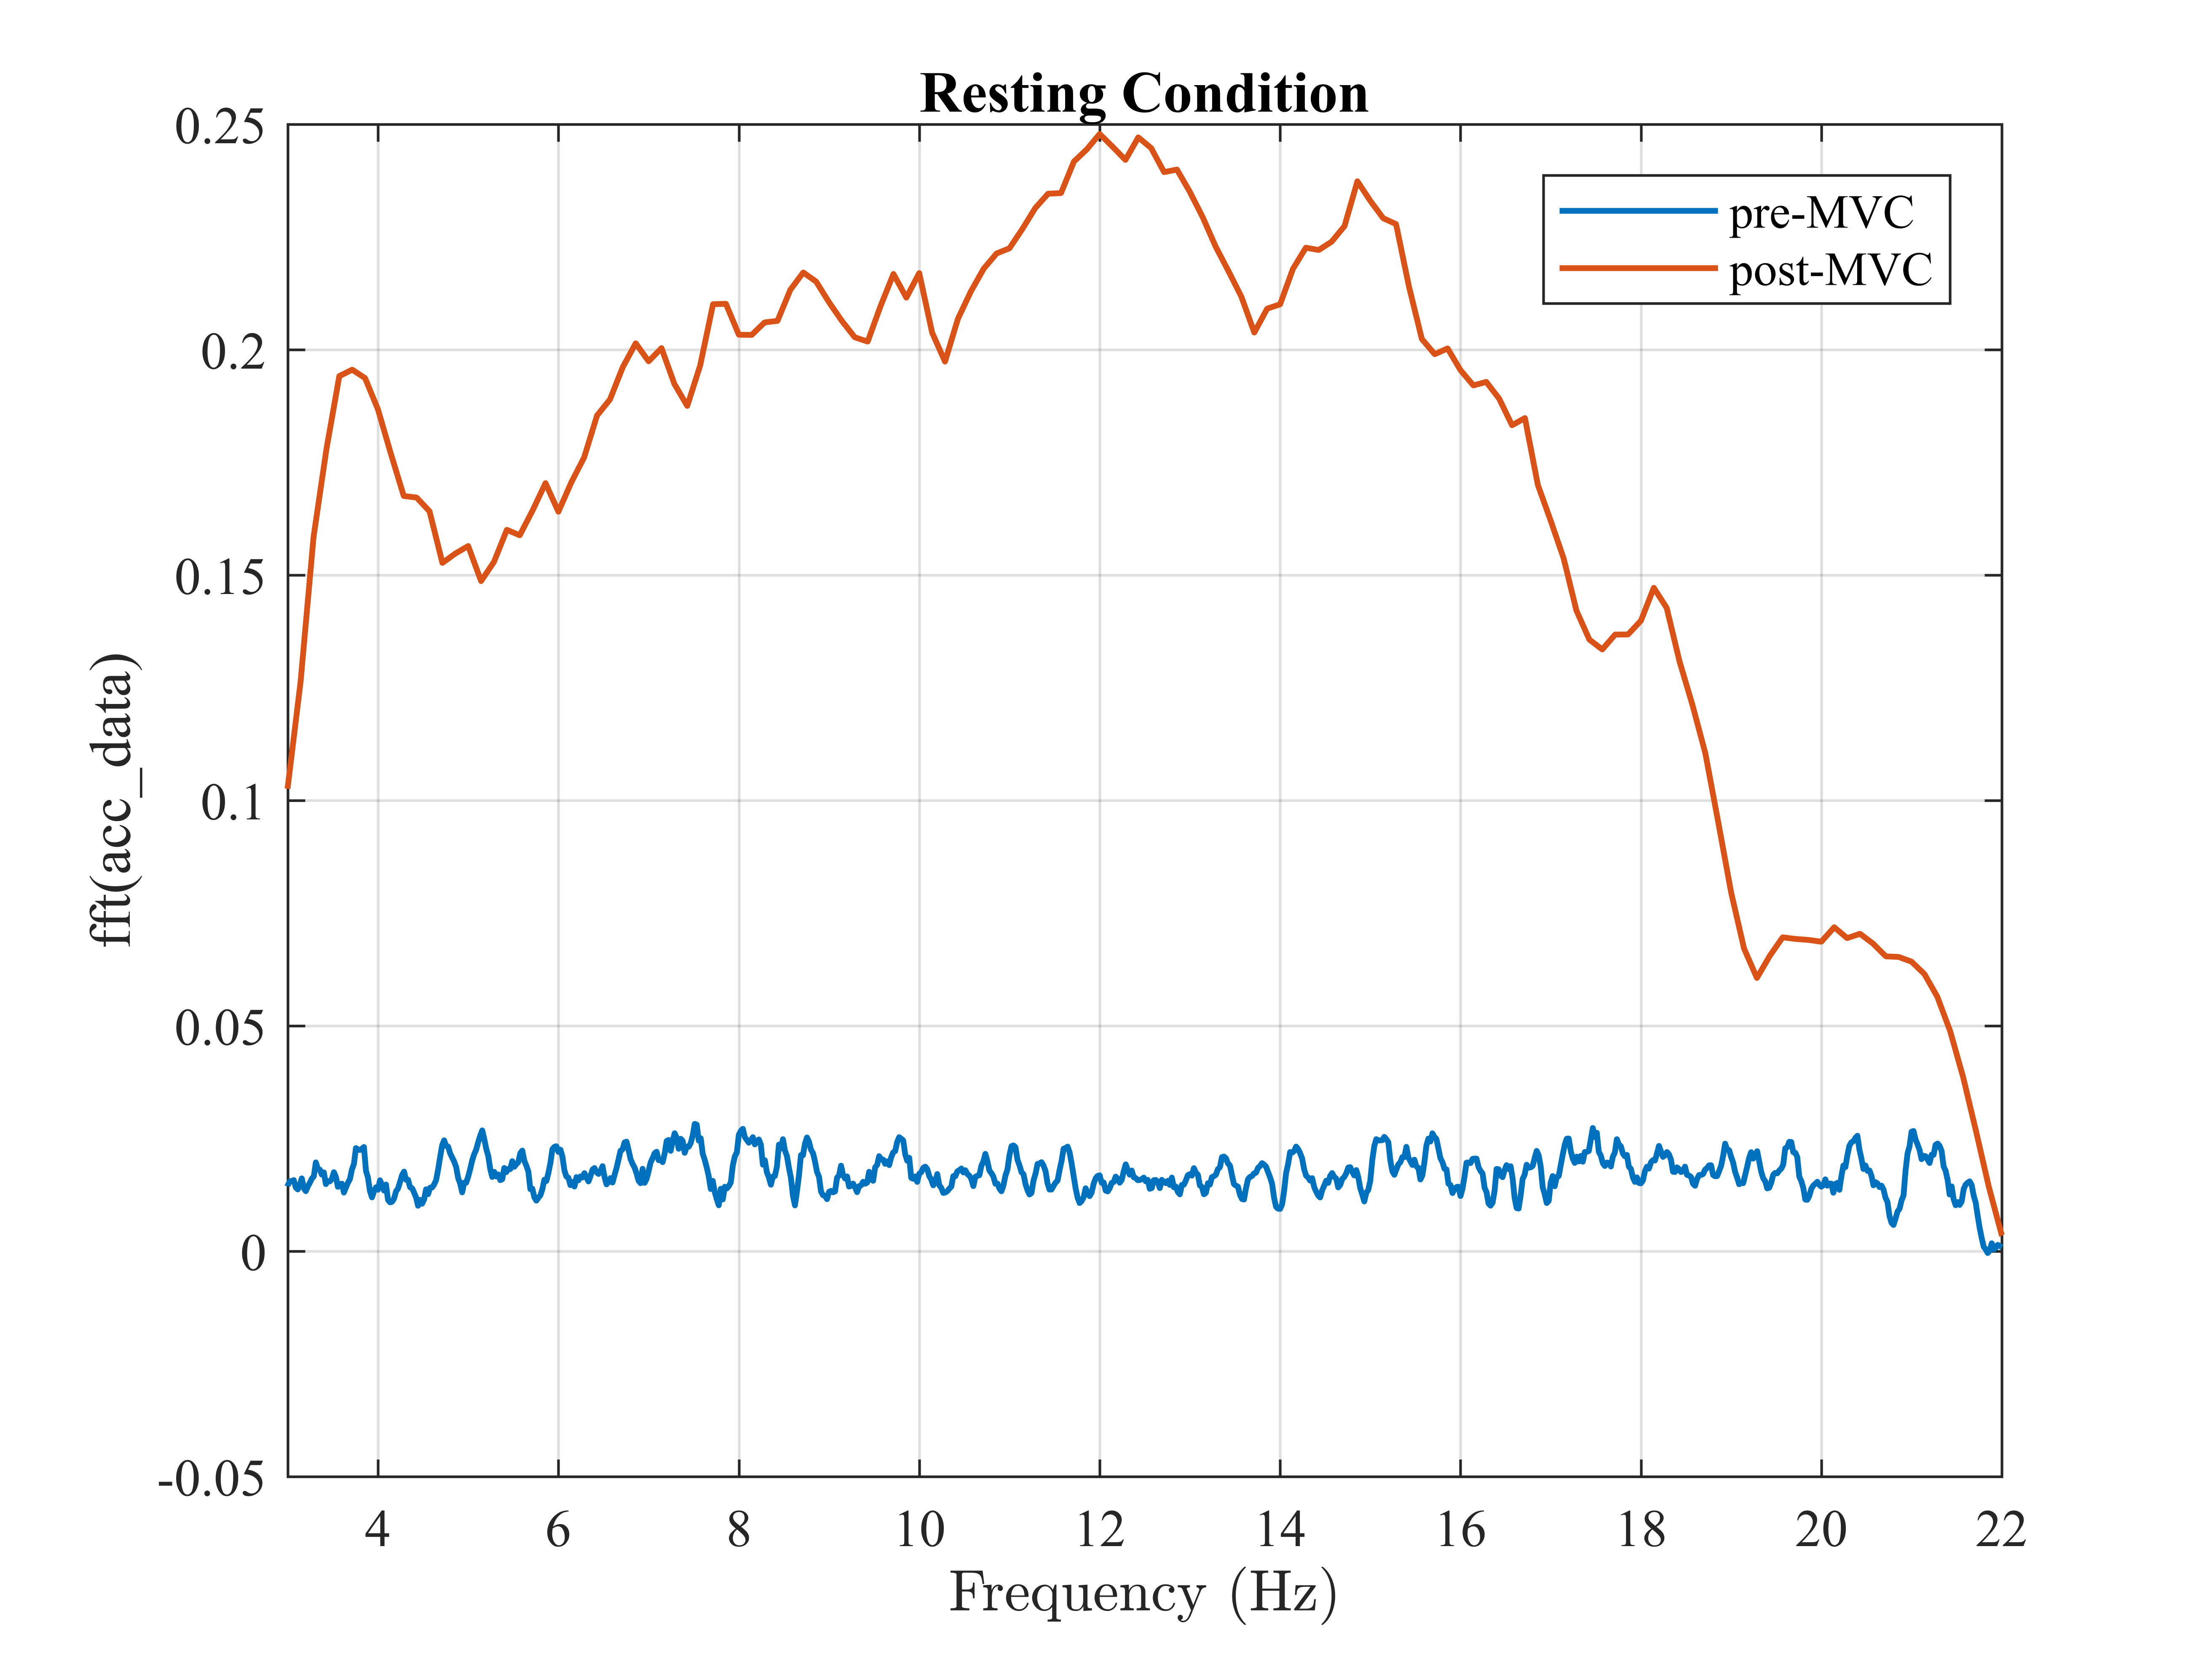 Resting Condition
0.25
0.2
0.15
0.1
0.05
0
-0.05
fft(acc_data)
pre-MVC
post-MVC
4 6 8 10 12 14 16 18 20 22
Frequency (Hz)